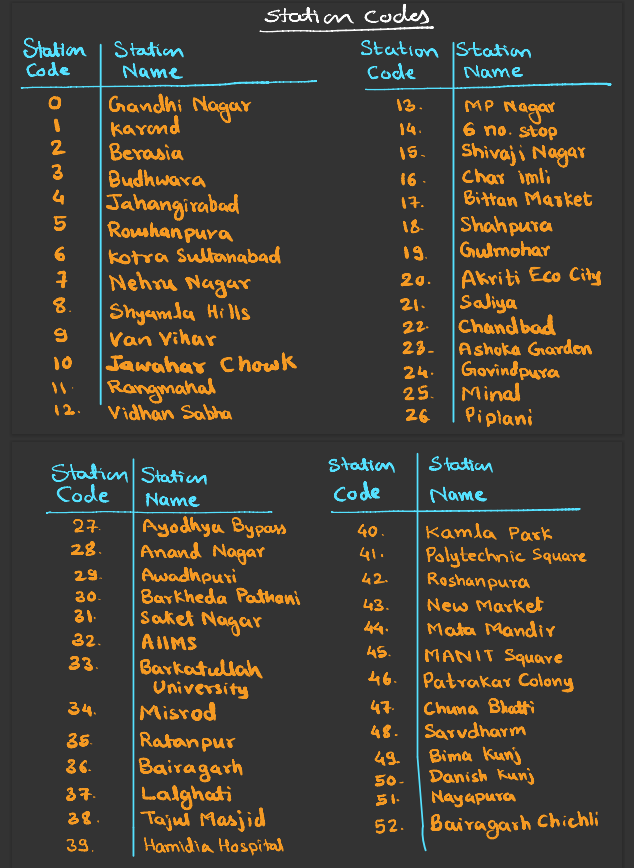 Station Codes
Station Code | Station Name
0 Gandhi Nagar
1 Karond
2 Berasia
3 Budhwara
4 Jahangirabad
5 Roushanpura
6 Kotra Sultanabad
7 Nehru Nagar
8. Shyamla Hills
9 Van Vihar
10 Jawahar Chowk
11. Rangmahal
12. Vidhan Sabha
Station Code | Station Name
13. MP Nagar
14. 6 no. stop
15. Shivaji Nagar
16. Char imli
17. Bittan Market
18. Shahpura
19. Gulmohar
20. Akriti Eco City
21. Saliya
22. Chandbad
23- Ashoka Garden
24. Govindpura
25. Minal
26 Piplani
Station Code | Station Name
27. Ayodhya Bypass
28. Anand Nagar
29. Awadhpuri
30. Barkheda Pathani
31. Saket Nagar
32. AIIMS
33. Barkatullah
University
34. Misrod
35. Ratanpur
36. Bairagarh
37. Lalghati
38. Tajul Masjid
39. Hamidia Hospital
Station Code | Station Name
40. Kamla Park
41. Polytechnic Square
42. Roshanpura
43. New Market
44. Mata Mandir
45. MANIT Square
46. Patrakar Colony
47. Chuna Bhatti
48. Sarvdharm
49. Bima Kunj
50- Danish Kunj
51. Nayapura
52. Bairagarh Chichli